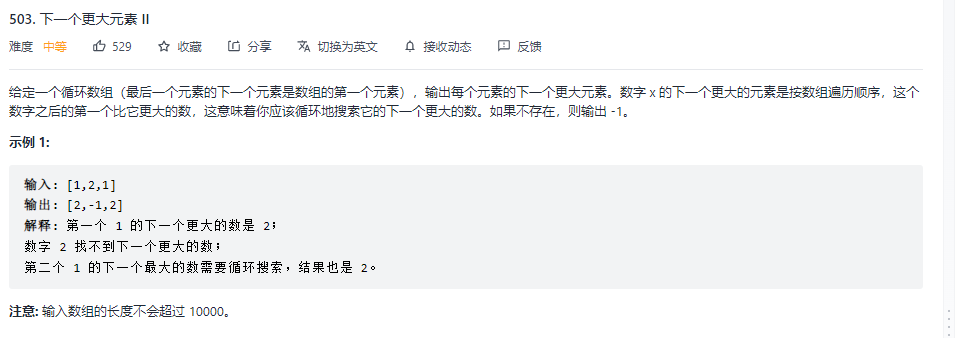 503. 下一个更大元素 II
难度 中等 529 收藏 分享 切换为英文 接收动态 反馈
给定一个循环数组（最后一个元素的下一个元素是数组的第一个元素），输出每个元素的下一个更大元素。数字 x 的下一个更大的元素是按数组遍历顺序，这个
数字之后的第一个比它更大的数，这意味着你应该循环地搜索它的下一个更大的数。如果不存在，则输出 -1。
示例 1:
输入: [1,2,1]
输出: [2,-1,2]
解释: 第一个 1 的下一个更大的数是 2；
数字 2 找不到下一个更大的数；
第二个 1 的下一个最大的数需要循环搜索，结果也是 2。
注意: 输入数组的长度不会超过 10000。